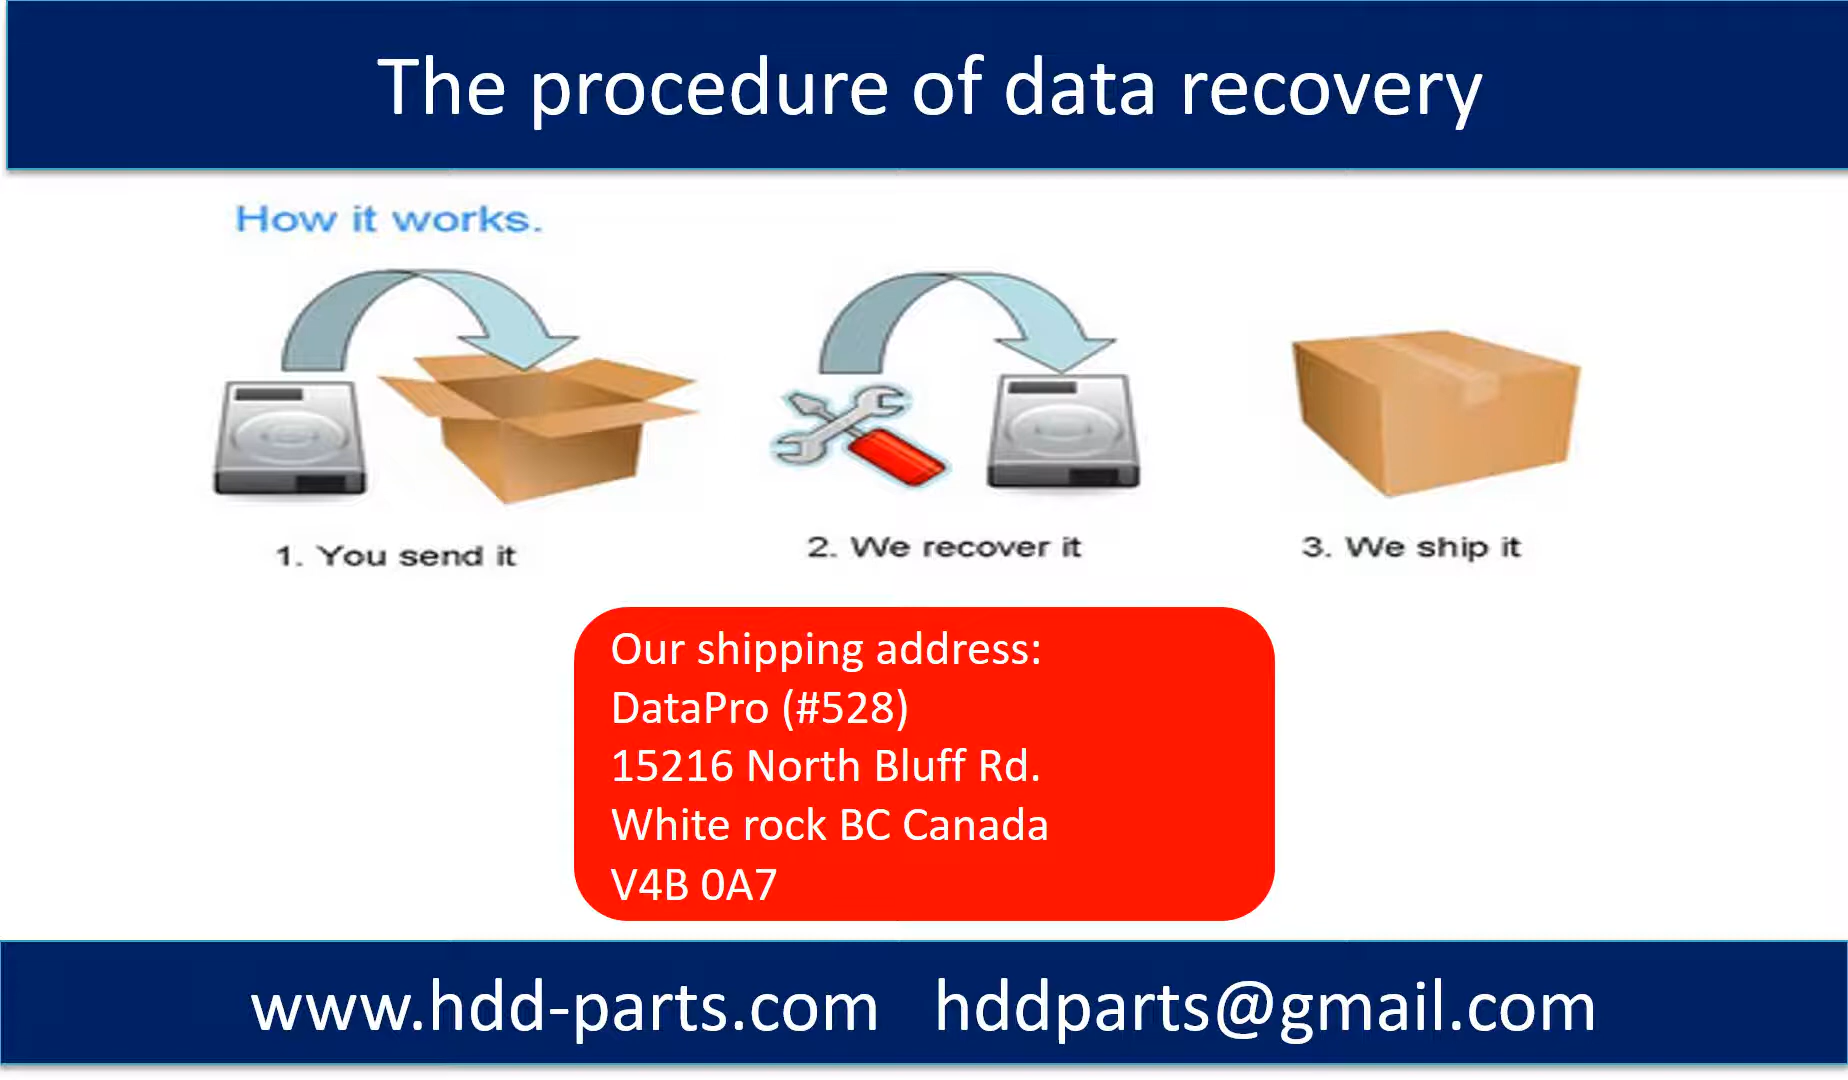 The procedure of data recovery
How it works.
1. You send it
2. We recover it
3. We ship it
Our shipping address:
DataPro (#528)
15216 North Bluff Rd.
White rock BC Canada
V4B 0A7
www.hdd-parts.com hddparts@gmail.com